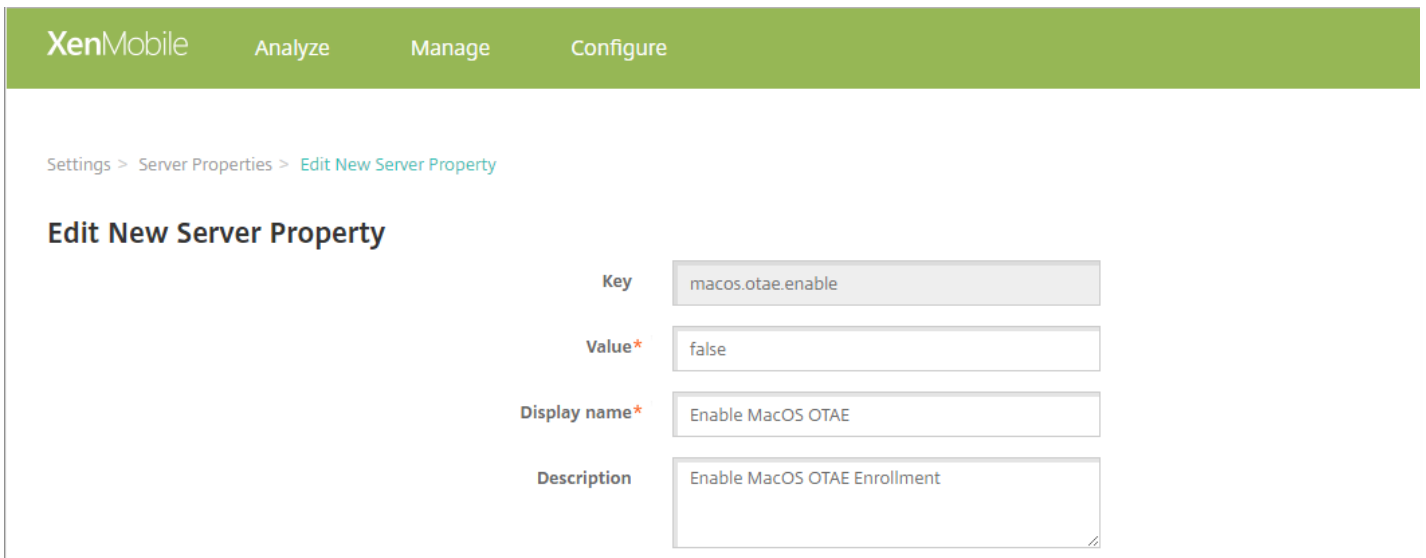 XenMobile Analyze Manage Configure
Settings > Server Properties > Edit New Server Property
Edit New Server Property
Key macos.otae.enable
Value* false
Display name* Enable MacOS OTAE
Description Enable MacOS OTAE Enrollment